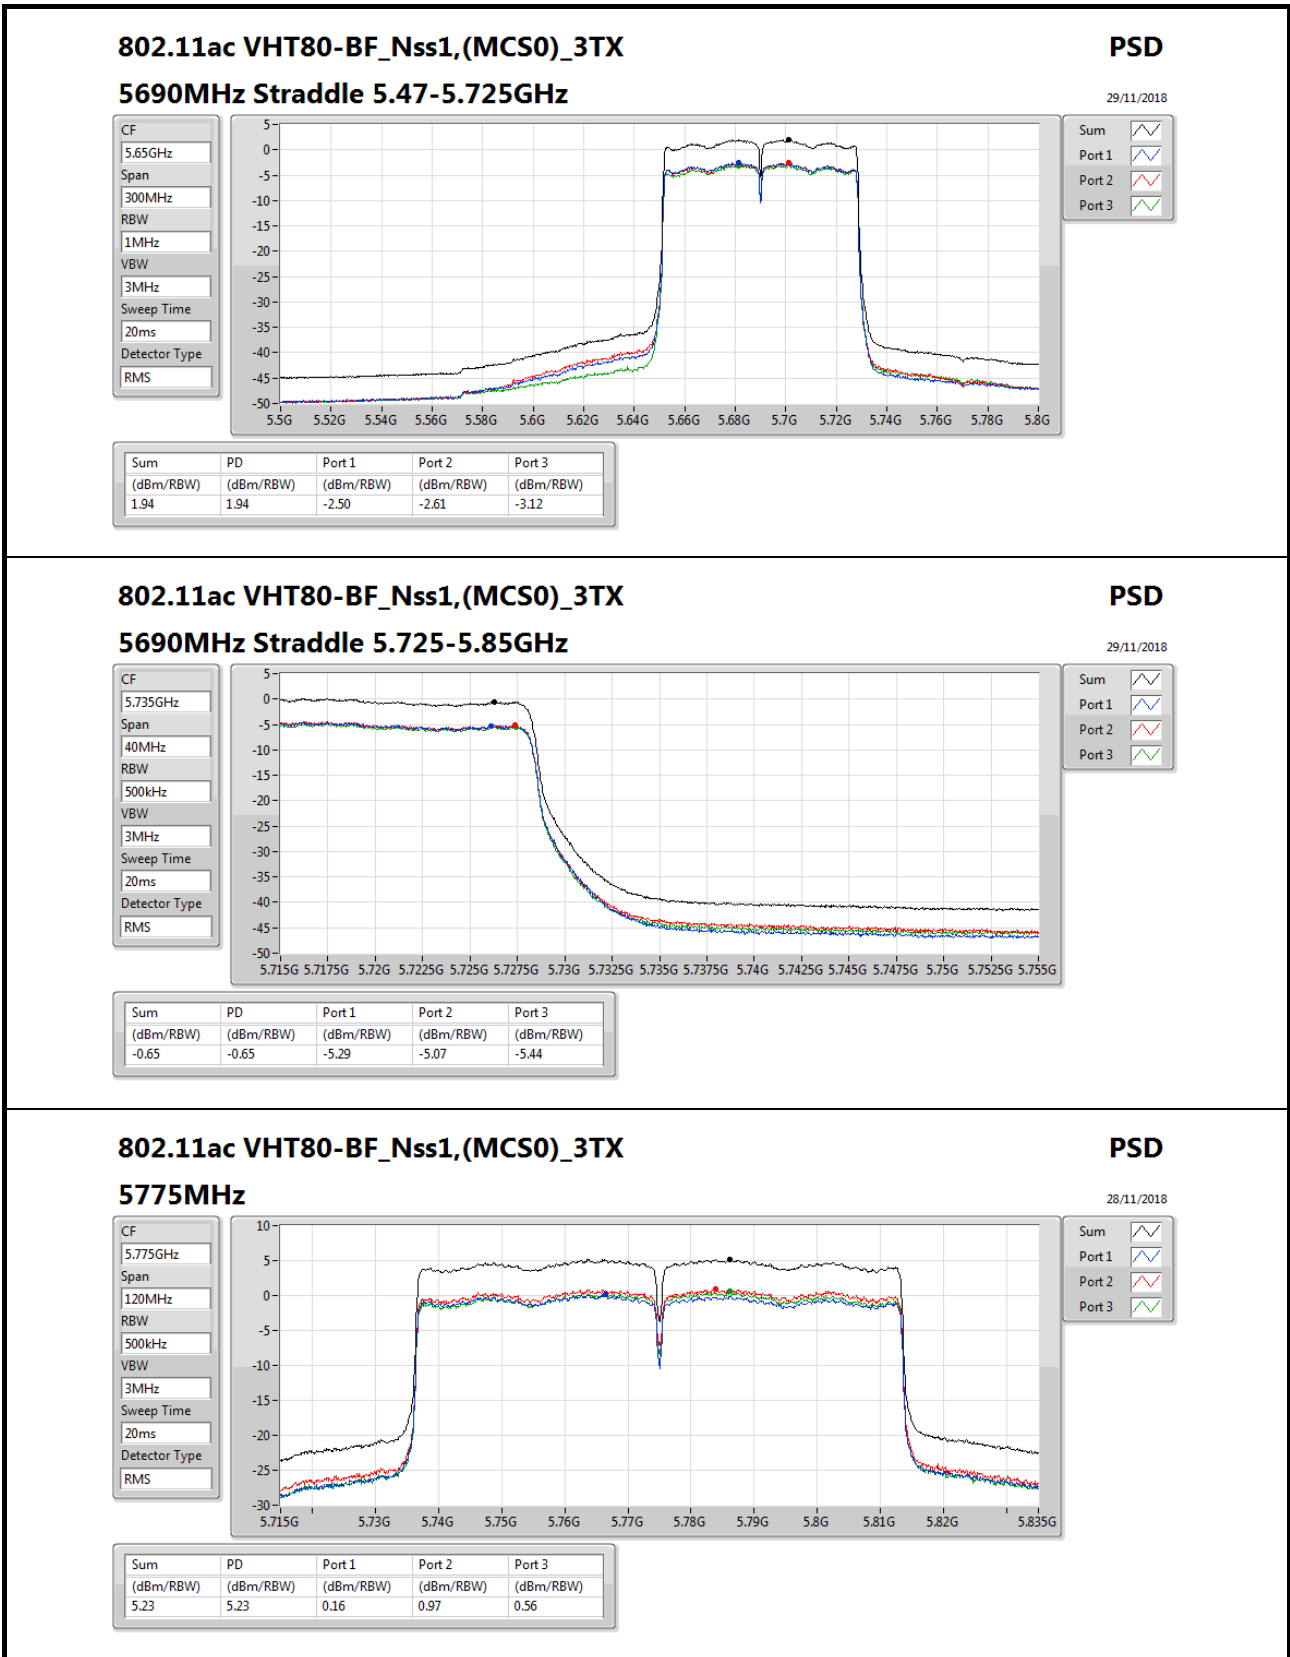 802.11ac VHT80-BF_Nss1,(MCS0)_3TX PSD
5690MHz Straddle 5.47-5.725GHz 29/11/2018
CF
5.65GHz
Span
300MHz
RBW
1MHz
VBW
3MHz
Sweep Time
20ms
Detector Type
RMS
5
0
-5
-10
-15
-20
-25
-30
-35
-40
-45
-50
5.5G 5.52G 5.54G 5.56G 5.58G 5.6G 5.62G 5.64G 5.66G 5.68G 5.7G 5.72G 5.74G 5.76G 5.78G 5.8G
Sum
Port 1
Port 2
Port 3
Sum PD Port 1 Port 2 Port 3
(dBm/RBW) (dBm/RBW) (dBm/RBW) (dBm/RBW) (dBm/RBW)
1.94 1.94 -2.50 -2.61 -3.12
802.11ac VHT80-BF_Nss1,(MCS0)_3TX PSD
5690MHz Straddle 5.725-5.85GHz 29/11/2018
CF
5.735GHz
Span
40MHz
RBW
500kHz
VBW
3MHz
Sweep Time
20ms
Detector Type
RMS
5
0
-5
-10
-15
-20
-25
-30
-35
-40
-45
-50
5.715G 5.7175G 5.72G 5.7225G 5.725G 5.7275G 5.73G 5.7325G 5.735G 5.7375G 5.74G 5.7425G 5.745G 5.7475G 5.75G 5.7525G 5.755G
Sum
Port 1
Port 2
Port 3
Sum PD Port 1 Port 2 Port 3
(dBm/RBW) (dBm/RBW) (dBm/RBW) (dBm/RBW) (dBm/RBW)
-0.65 -0.65 -5.29 -5.07 -5.44
802.11ac VHT80-BF_Nss1,(MCS0)_3TX PSD
5775MHz 28/11/2018
CF
5.775GHz
Span
120MHz
RBW
500kHz
VBW
3MHz
Sweep Time
20ms
Detector Type
RMS
10
5
0
-5
-10
-15
-20
-25
-30
5.715G 5.73G 5.74G 5.75G 5.76G 5.77G 5.78G 5.79G 5.8G 5.81G 5.82G 5.835G
Sum
Port 1
Port 2
Port 3
Sum PD Port 1 Port 2 Port 3
(dBm/RBW) (dBm/RBW) (dBm/RBW) (dBm/RBW) (dBm/RBW)
5.23 5.23 0.16 0.97 0.56